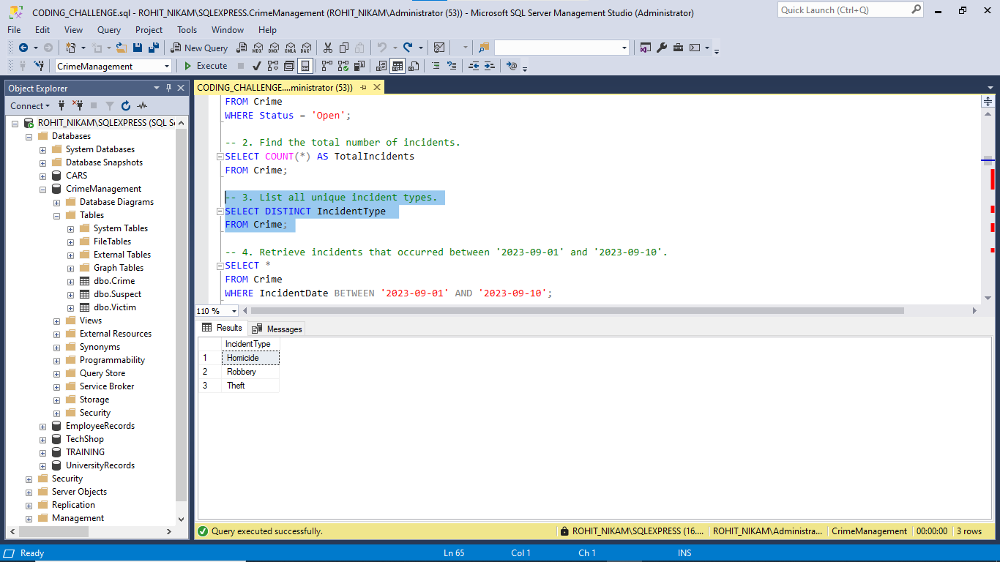 CODING_CHALLENGE.sql - ROHIT_NIKAM\SQLEXPRESS.CrimeManagement (ROHIT_NIKAM\Administrator (53)) - Microsoft SQL Server Management Studio (Administrator)
Quick Launch (Ctrl+Q)
File Edit View Query Project Tools Window Help
New Query MDX DMX XMLA DAX
CrimeManagement Execute
Object Explorer
Connect
ROHIT_NIKAM\SQLEXPRESS (SQL S
Databases
System Databases
Database Snapshots
CARS
CrimeManagement
Database Diagrams
Tables
System Tables
FileTables
External Tables
Graph Tables
dbo.Crime
dbo.Suspect
dbo.Victim
Views
External Resources
Synonyms
Programmability
Query Store
Service Broker
Storage
Security
EmployeeRecords
TechShop
TRAINING
UniversityRecords
Security
Server Objects
Replication
Management
CODING_CHALLENGE....ministrator (53))
FROM Crime
WHERE Status = 'Open';
-- 2. Find the total number of incidents.
SELECT COUNT(*) AS TotalIncidents
FROM Crime;
-- 3. List all unique incident types.
SELECT DISTINCT IncidentType
FROM Crime;
-- 4. Retrieve incidents that occurred between '2023-09-01' and '2023-09-10'.
SELECT *
FROM Crime
WHERE IncidentDate BETWEEN '2023-09-01' AND '2023-09-10';
110 %
Results Messages
IncidentType
1 Homicide
2 Robbery
3 Theft
Query executed successfully. ROHIT_NIKAM\SQLEXPRESS (16.... ROHIT_NIKAM\Administra... CrimeManagement 00:00:00 3 rows
Ready Ln 65 Col 1 Ch 1 INS